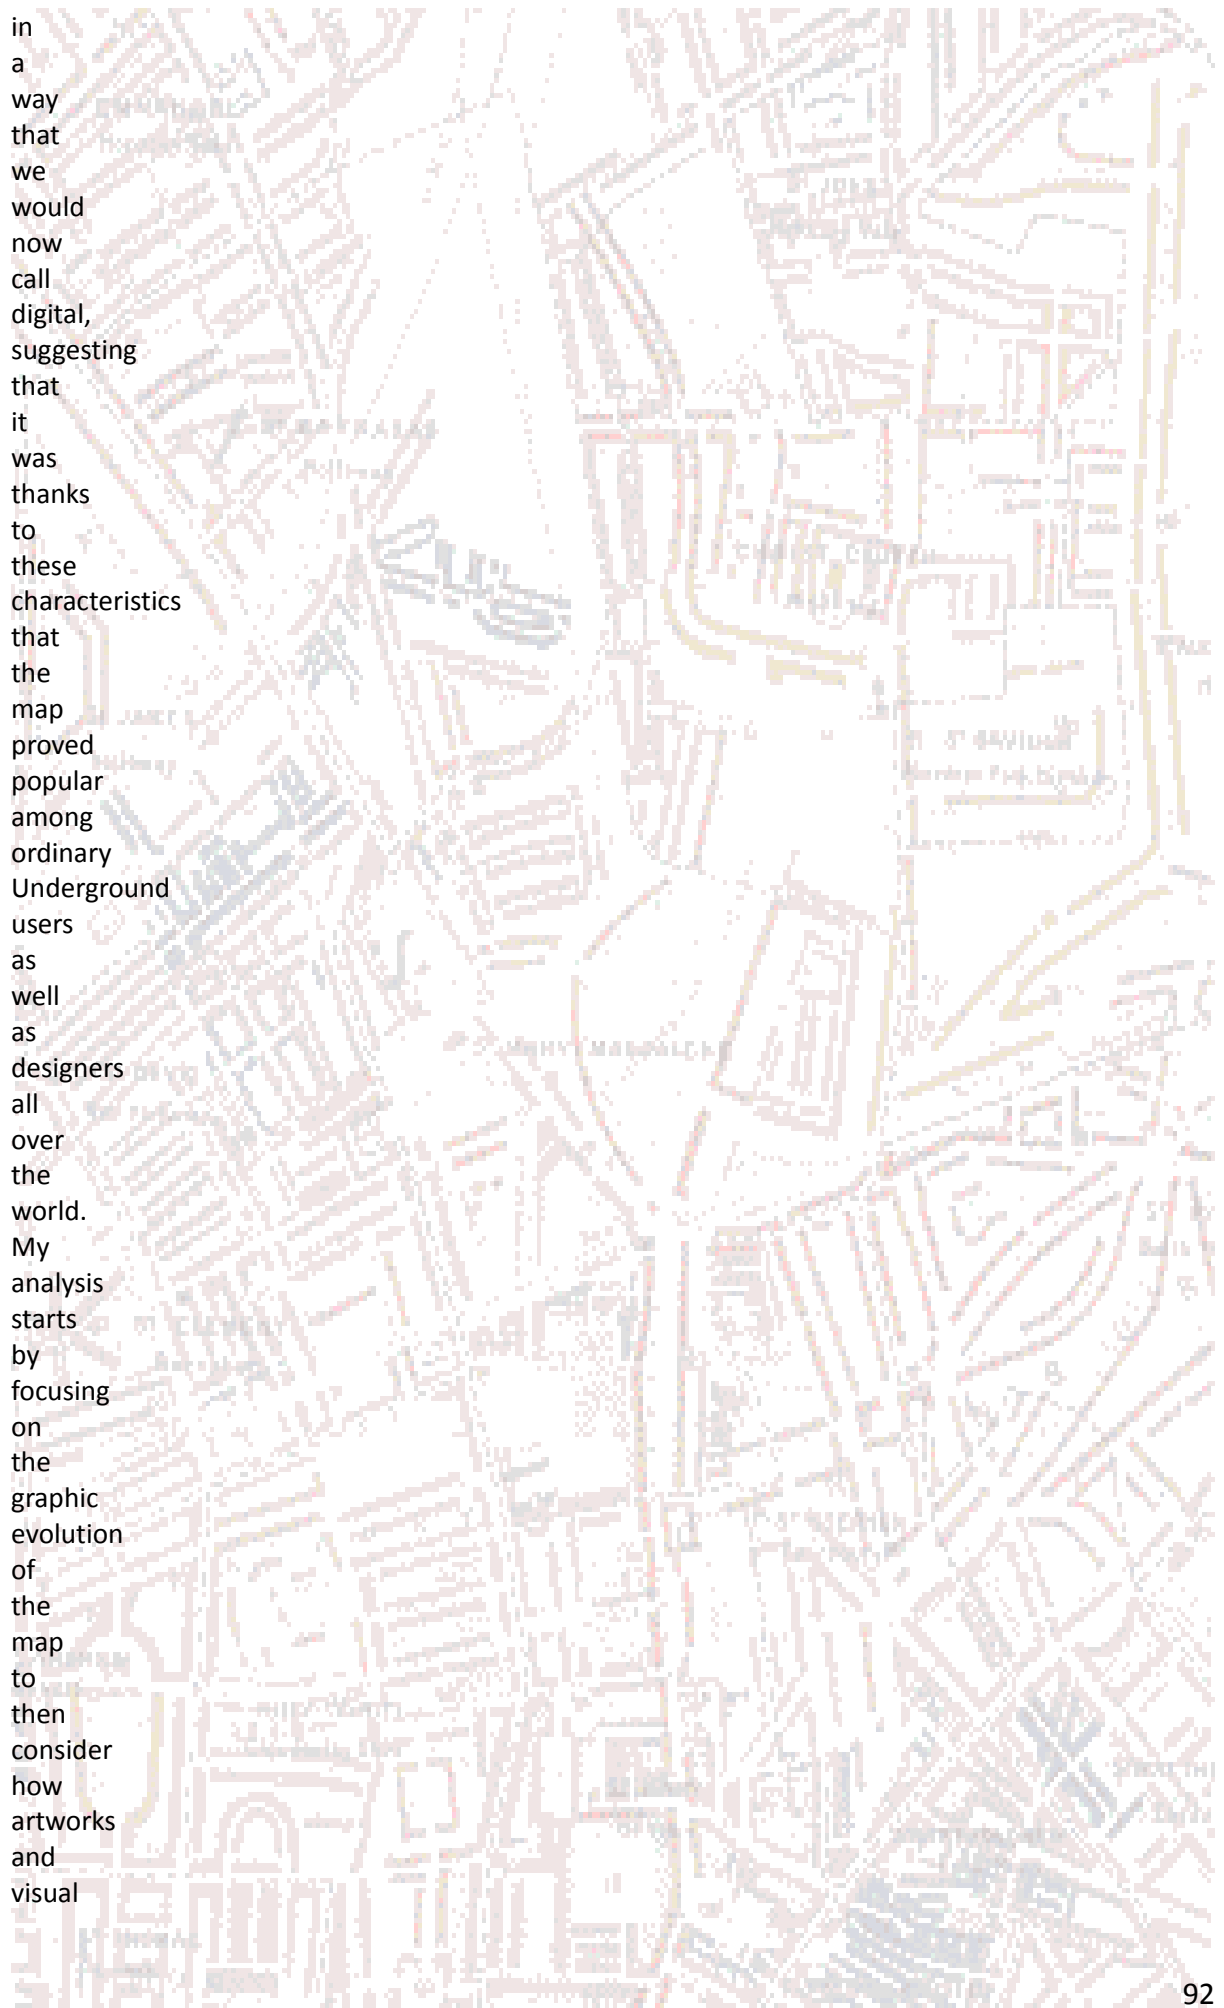 in
a
way
that
we
would
now
call
digital,
suggesting
that
it
was
thanks
to
these
characteristics
that
the
map
proved
popular
among
ordinary
Underground
users
as
well
as
designers
all
over
the
world.
My
analysis
starts
by
focusing
on
the
graphic
evolution
of
the
map
to
then
consider
how
artworks
and
visual
92